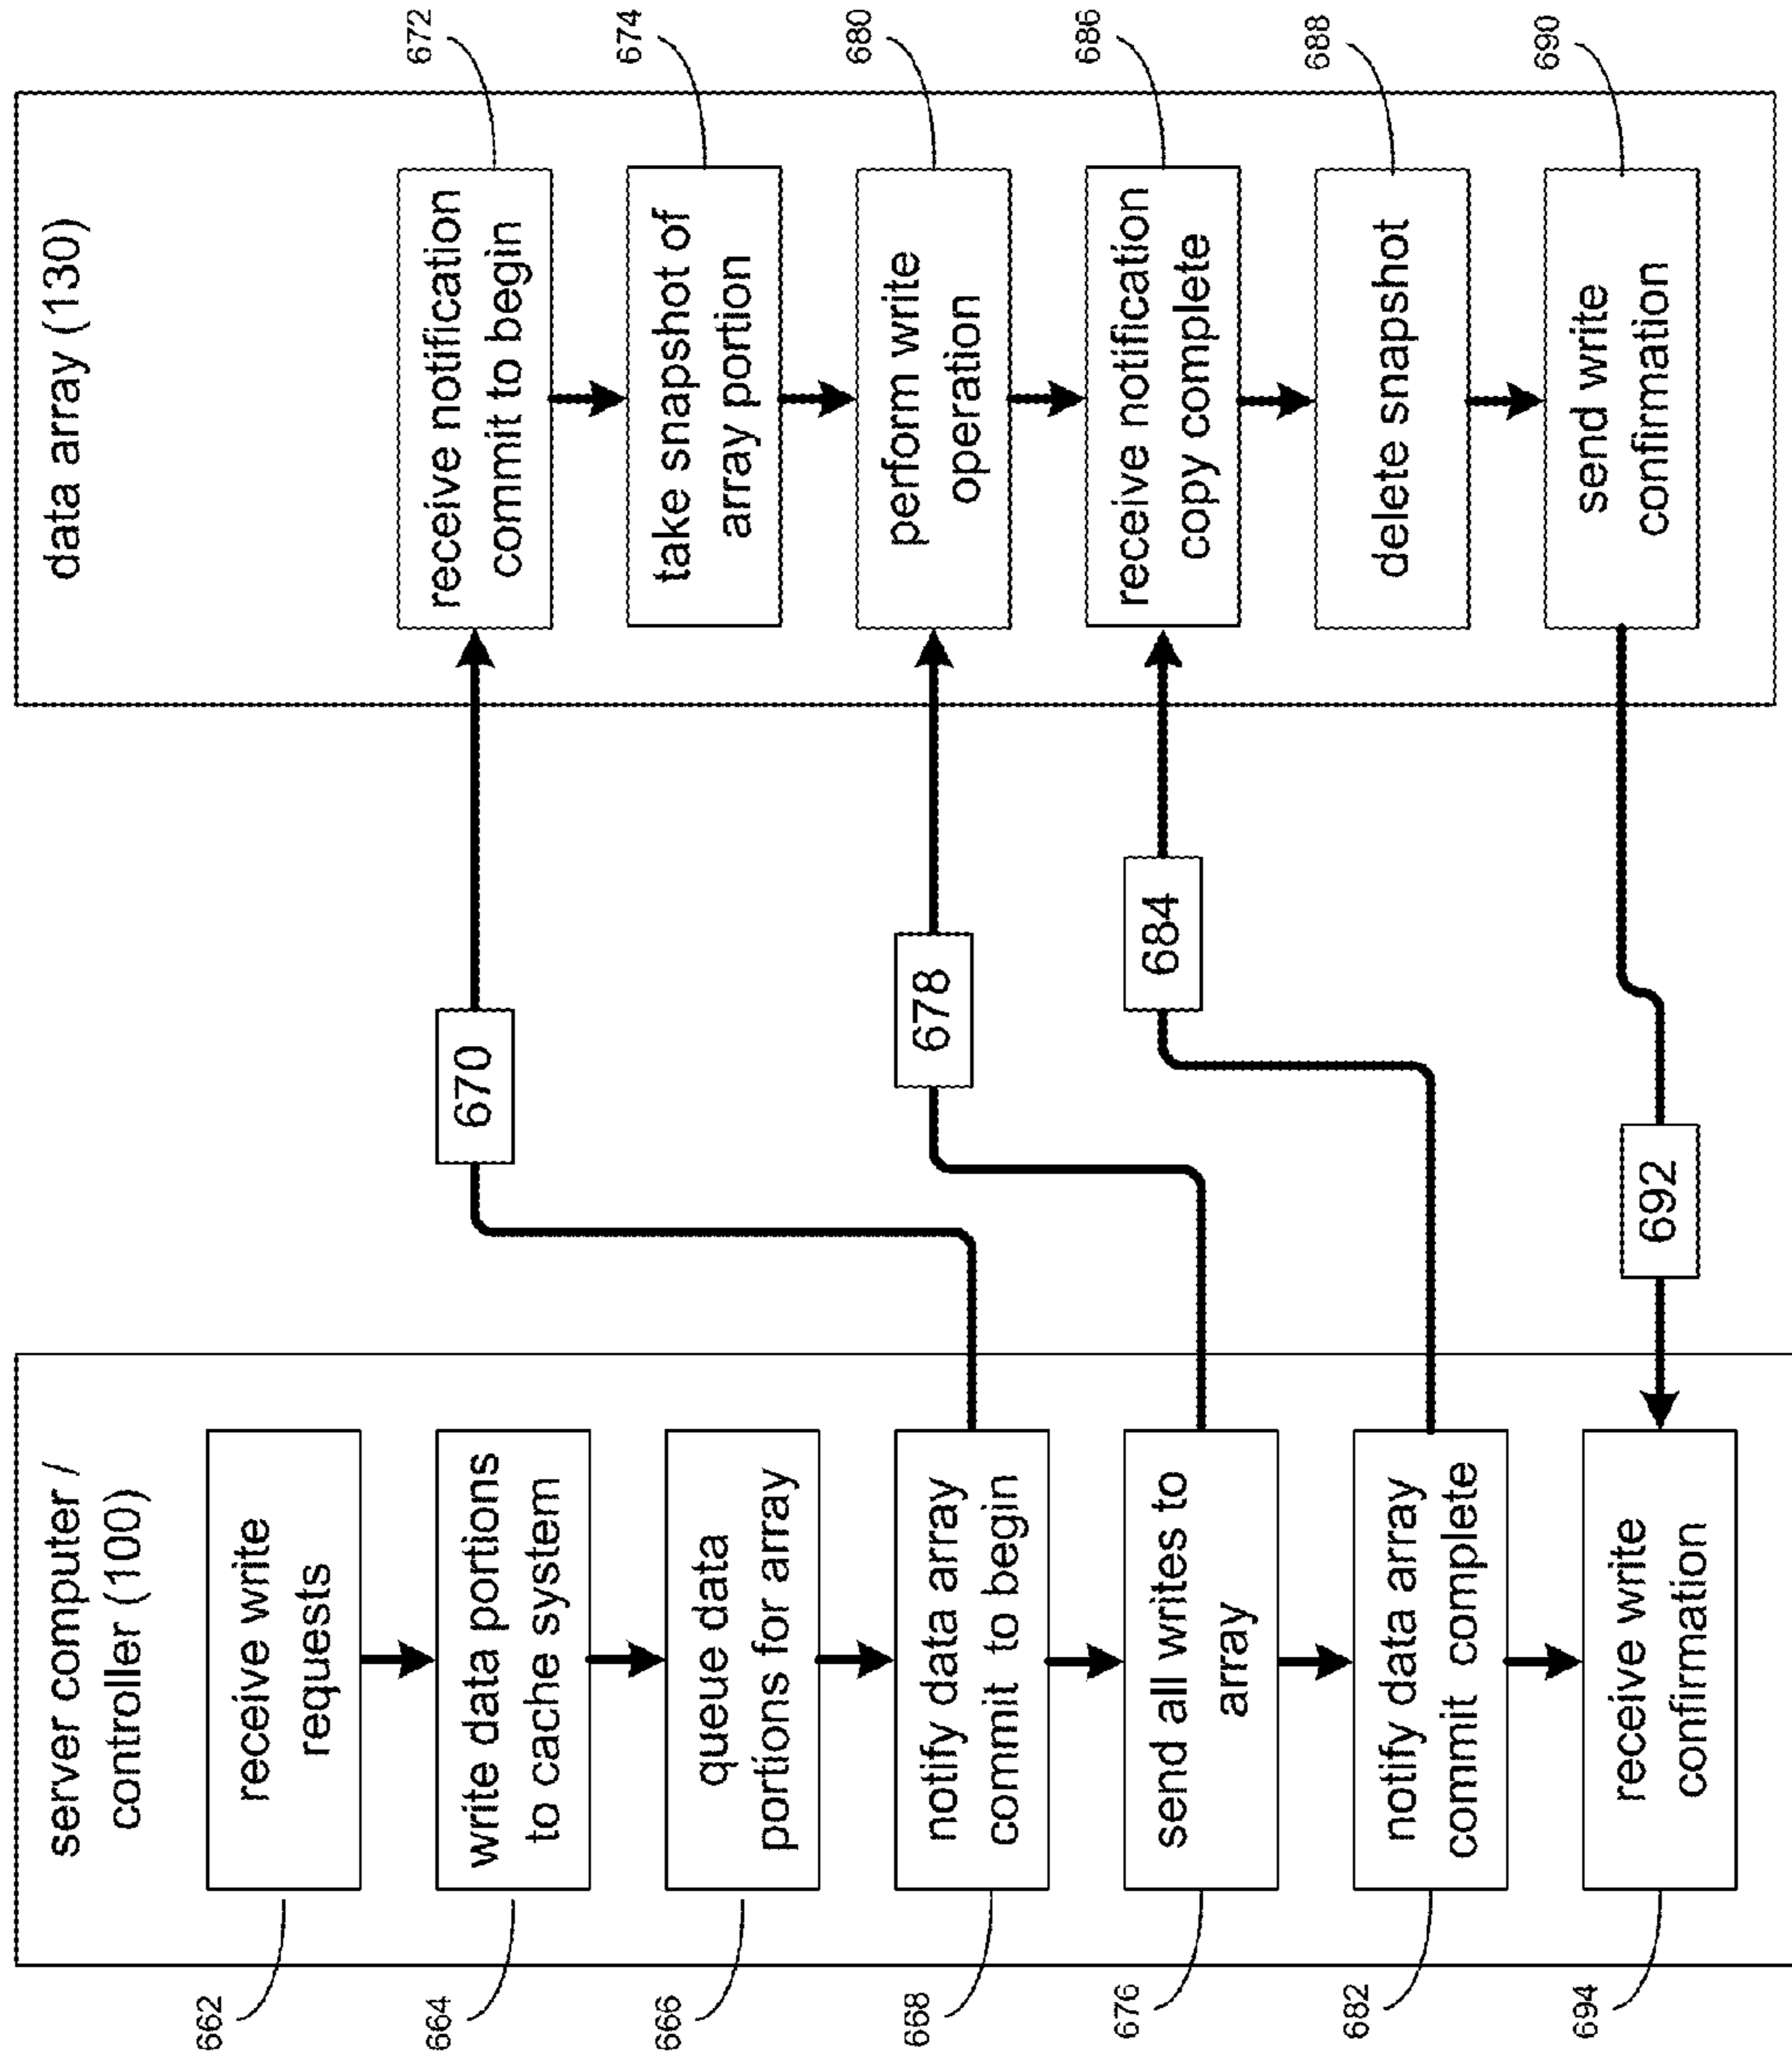 server computer /
controller (100)
662
receive write
requests
664
write data portions
to cache system
666
queue data
portions for array
668
notify data array
commit to begin
676
send all writes to
array
682
notify data array
commit complete
694
receive write
confirmation
670
678
684
692
data array (130)
receive notification
commit to begin
672
take snapshot of
array portion
674
perform write
operation
680
receive notification
copy complete
686
delete snapshot
688
send write
confirmation
690